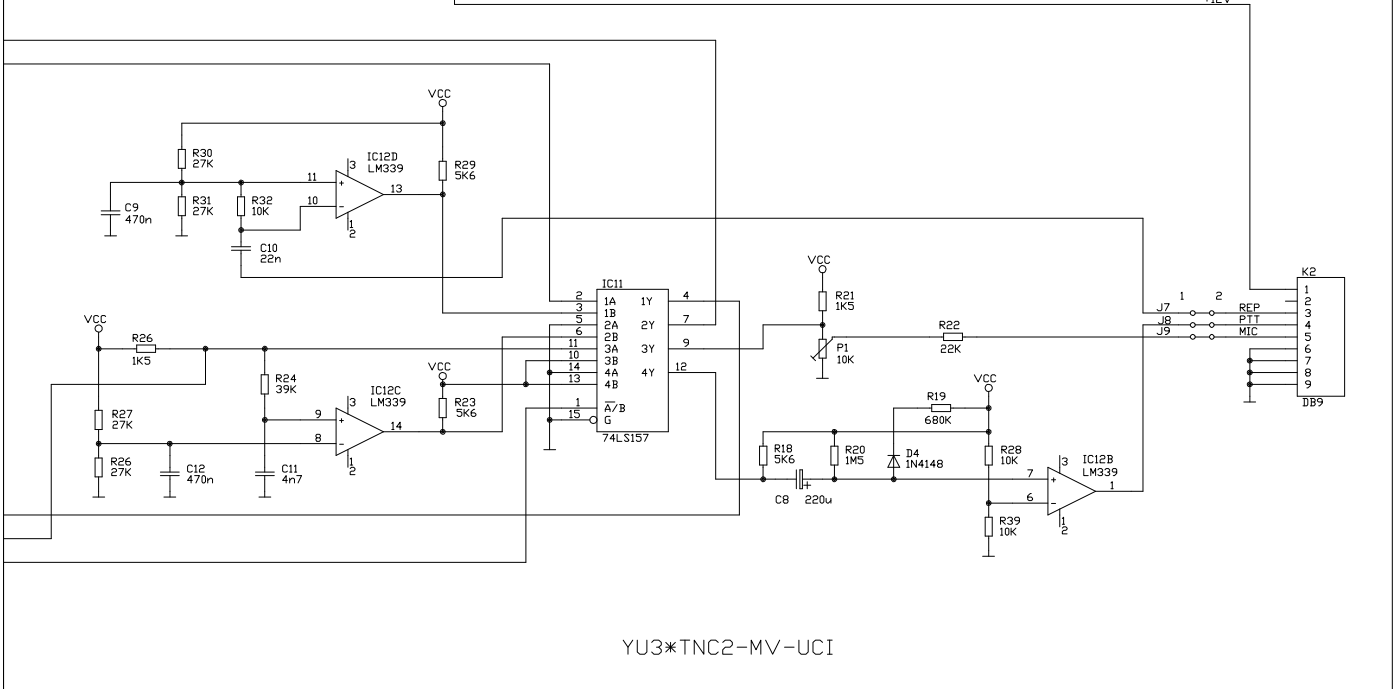 +12V
VCC
R30
27K
IC12D
LM339
3
11
+
10
-
13
1
2
R29
5K6
C9
470n
R31
27K
R32
10K
C10
22n
VCC
R26
1K5
R24
39K
R27
27K
R26
27K
C12
470n
C11
4n7
IC12C
LM339
3
9
+
8
-
14
1
2
VCC
R23
5K6
IC11
2 1A 1Y 4
3 1B
5 2A 2Y 7
6 2B
11 3A 3Y 9
10 3B
14 4A 4Y 12
13 4B
1 A/B
15 G
74LS157
VCC
R21
1K5
P1
10K
R22
22K
1 2
J7 REP
J8 PTT
J9 MIC
K2
1
2
3
4
5
6
7
8
9
DB9
VCC
R19
680K
R18
5K6
R20
1M5
D4
1N4148
C8 + 220u
R28
10K
R39
10K
IC12B
LM339
3
7
+
6
-
1
1
2
YU3*TNC2-MV-UCI